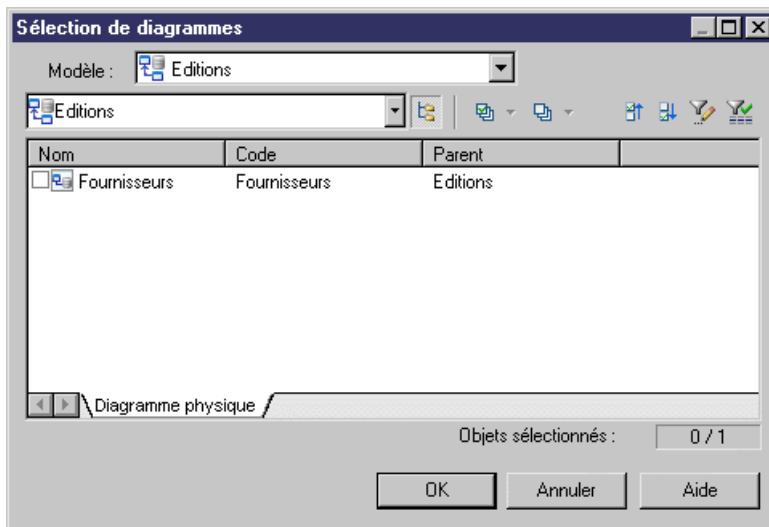 Sélection de diagrammes
Modèle : Editions
Editions
Nom Code Parent
Fournisseurs Fournisseurs Editions
Diagramme physique
Objets sélectionnés : 0 / 1
OK Annuler Aide